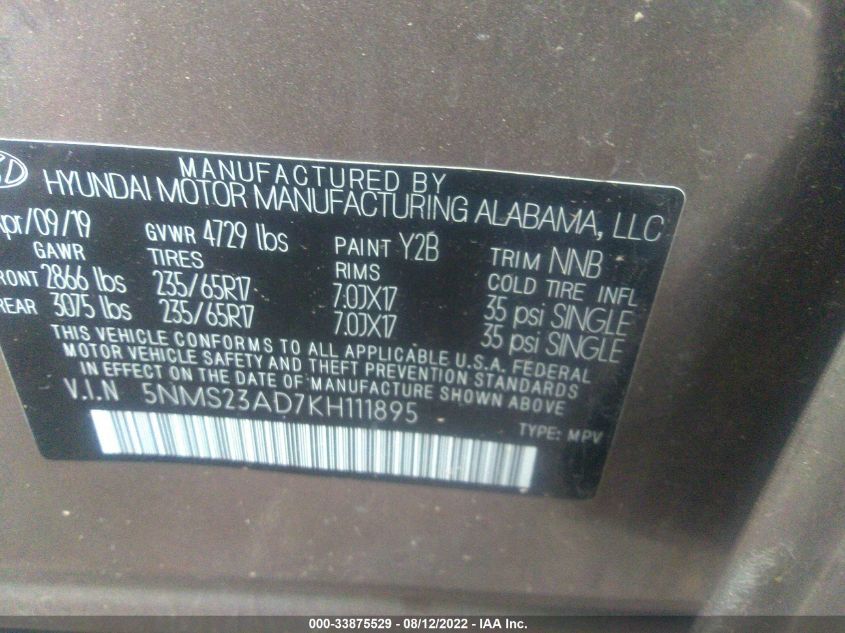 MANUFACTURED BY
HYUNDAI MOTOR MANUFACTURING ALABAMA, LLC
pr/09/19 GVWR 4729 lbs PAINT Y2B TRIM NNB
GAWR TIRES RIMS COLD TIRE INFL
RONT 2866 lbs 235/65R17 7.0JX17 35 psi SINGLE
REAR 3075 lbs 235/65R17 7.0JX17 35 psi SINGLE
THIS VEHICLE CONFORMS TO ALL APPLICABLE U.S.A. FEDERAL
MOTOR VEHICLE SAFETY AND THEFT PREVENTION STANDARDS
IN EFFECT ON THE DATE OF MANUFACTURE SHOWN ABOVE
V.I.N 5NMS23AD7KH111895
TYPE: MPV
000-33875529 - 08/12/2022 - IAA Inc.